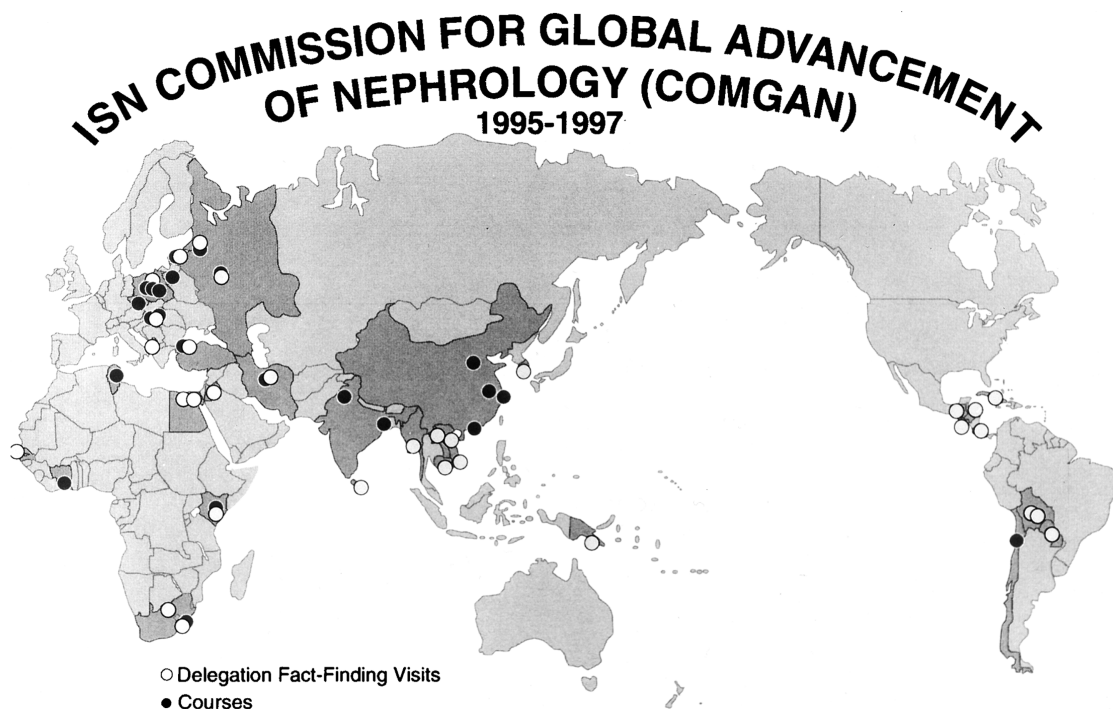 ISN COMMISSION FOR GLOBAL ADVANCEMENT
OF NEPHROLOGY (COMGAN)
1995-1997
Delegation Fact-Finding Visits
Courses